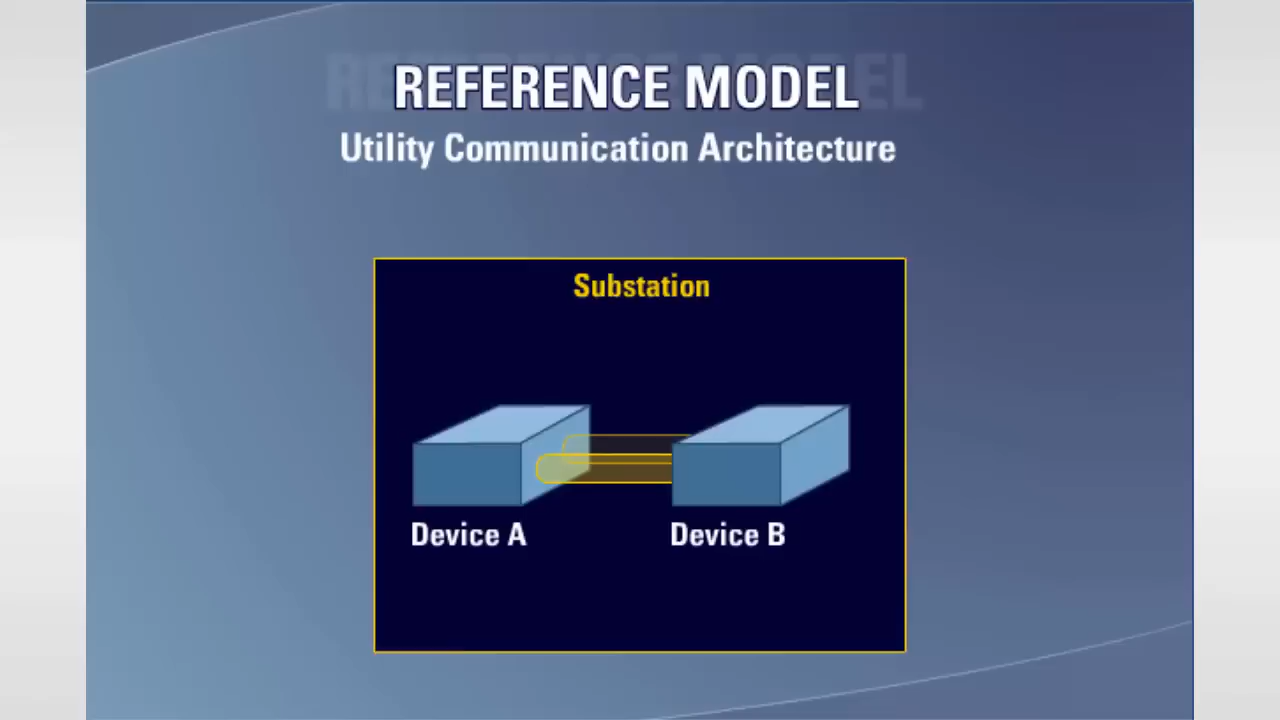 REFERENCE MODEL
Utility Communication Architecture
Substation
Device A
Device B